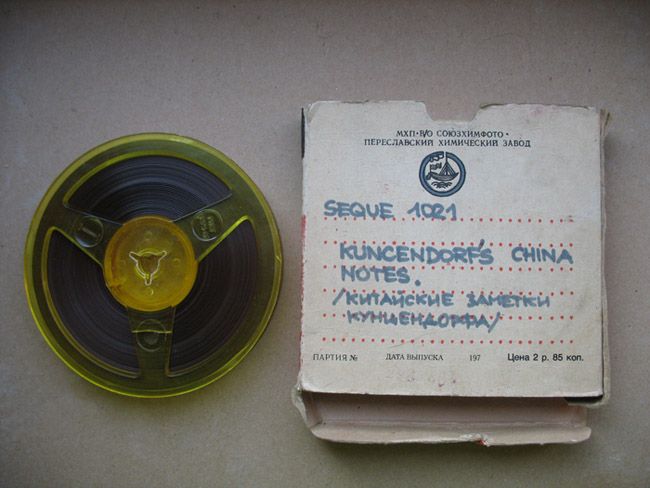 МХП·В/О СОЮЗХИМФОТО·
ПЕРЕСЛАВСКИЙ ХИМИЧЕСКИЙ ЗАВОД
SEQUE 1021
KUNCENDORF'S CHINA
NOTES.
/КИТАЙСКИЕ ЗАМЕТКИ
КУНЦЕНДОРФА/
ПАРТИЯ № ДАТА ВЫПУСКА 197 Цена 2 р. 85 коп.